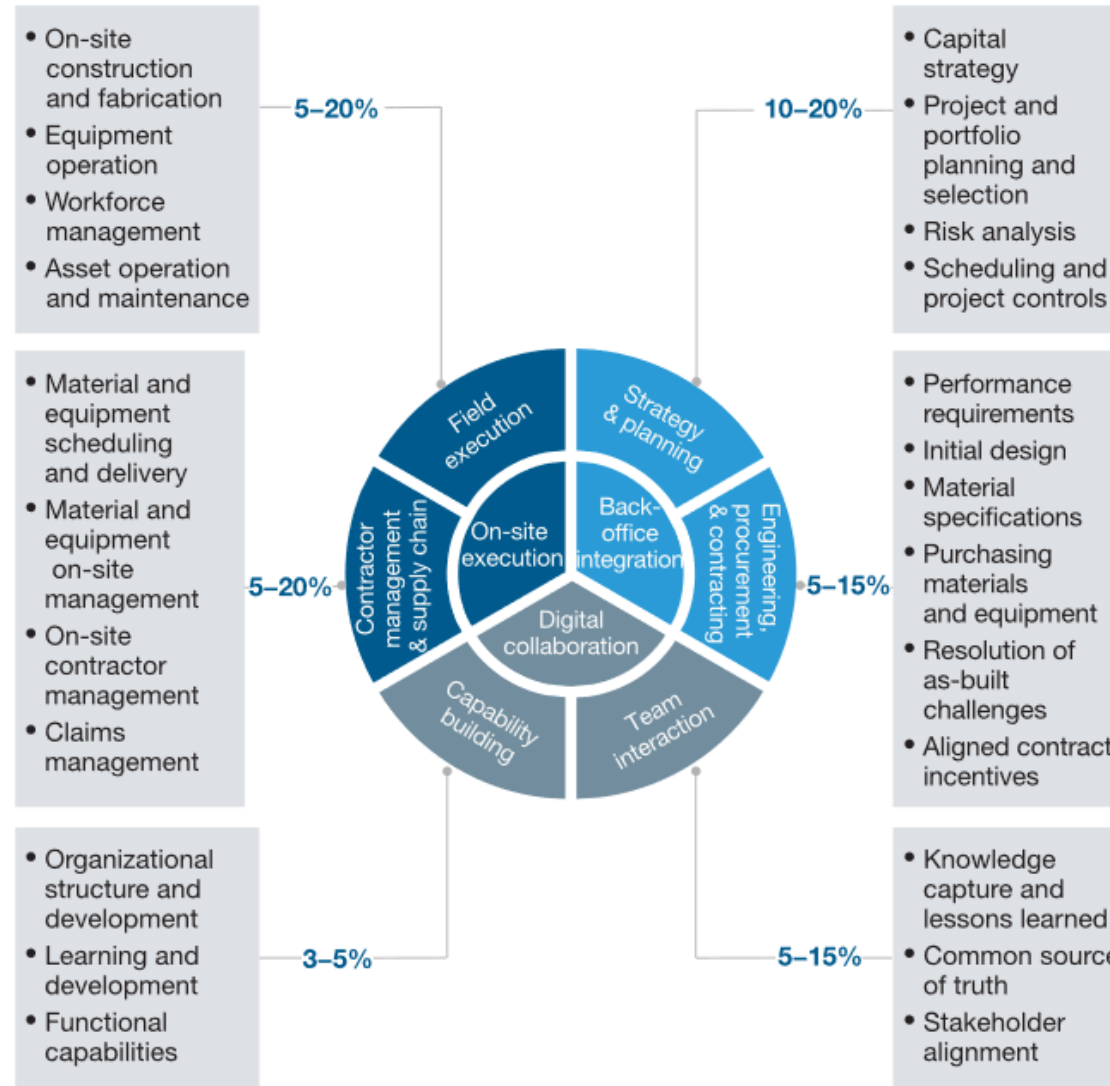 • On-site
construction
and fabrication
• Equipment
operation
• Workforce
management
• Asset operation
and maintenance
5–20%
10–20%
• Capital
strategy
• Project and
portfolio
planning and
selection
• Risk analysis
• Scheduling and
project controls
• Material and
equipment
scheduling
and delivery
• Material and
equipment
on-site
management
• On-site
contractor
management
• Claims
management
5–20%
Field
execution
Strategy
& planning
Contractor
management
& supply chain
On-site
execution
Back-
office
integration
Engineering,
procurement
& contracting
Digital
collaboration
Capability
building
Team
interaction
5–15%
• Performance
requirements
• Initial design
• Material
specifications
• Purchasing
materials
and equipment
• Resolution of
as-built
challenges
• Aligned contract
incentives
• Organizational
structure and
development
• Learning and
development
• Functional
capabilities
3–5%
5–15%
• Knowledge
capture and
lessons learned
• Common source
of truth
• Stakeholder
alignment